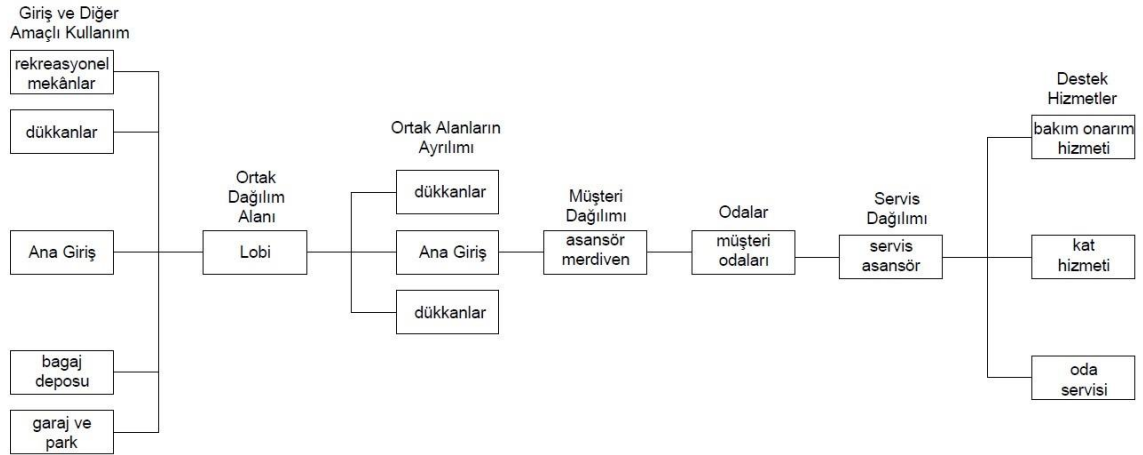 Giriş ve Diğer
Amaçlı Kullanım
rekreasyonel
mekânlar
dükkanlar
Ana Giriş
bagaj
deposu
garaj ve
park
Ortak
Dağılım
Alanı
Lobi
Ortak Alanların
Ayrılımı
dükkanlar
Ana Giriş
dükkanlar
Müşteri
Dağılımı
asansör
merdiven
Odalar
müşteri
odaları
Servis
Dağılımı
servis
asansör
Destek
Hizmetler
bakım onarım
hizmeti
kat
hizmeti
oda
servisi